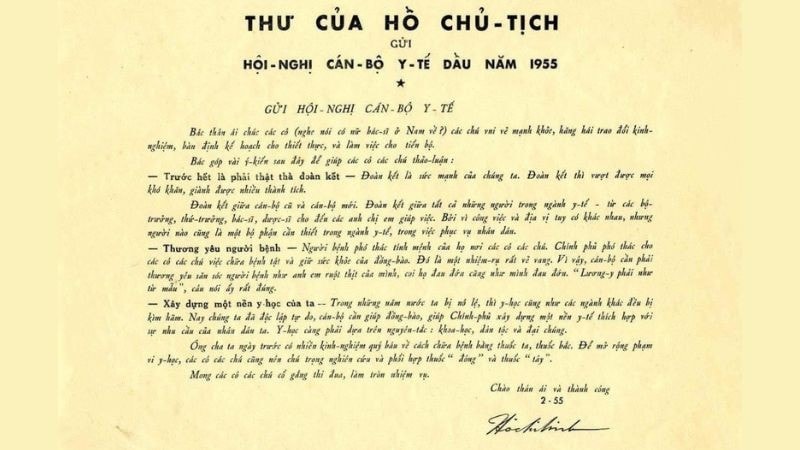 THƯ CỦA HỒ CHỦ-TỊCH
GỬI
HỘI-NGHỊ CÁN-BỘ Y-TẾ ĐẦU NĂM 1955
★
GỬI HỘI-NGHỊ CÁN-BỘ Y-TẾ
Bác thân ái chúc các cô (nghe nói có nữ bác-sĩ ở Nam về?) các chú vui vẻ mạnh khỏe, hăng hái trao đổi kinh-
nghiệm, bàn định kế hoạch cho thiết thực, và làm việc cho tiến bộ.
Bác góp vài ý-kiến sau đây để giúp các cô các chú thảo-luận :
— Trước hết là phải thật thà đoàn kết — Đoàn kết là sức mạnh của chúng ta. Đoàn kết thì vượt được mọi
khó khăn, giành được nhiều thành tích.
Đoàn kết giữa cán-bộ cũ và cán-bộ mới. Đoàn kết giữa tất cả những người trong ngành y-tế - từ các bộ-
trưởng, thứ-trưởng, bác-sĩ, dược-sĩ cho đến các anh chị em giúp việc. Bởi vì công việc và địa vị tuy có khác nhau, nhưng
người nào cũng là một bộ phận cần thiết trong ngành y-tế, trong việc phục vụ nhân dân.
— Thương yêu người bệnh — Người bệnh phó thác tính mệnh của họ nơi các cô các chú. Chính phủ phó thác cho
các cô các chú việc chữa bệnh tật và giữ sức khỏe của đồng-bào. Đó là một nhiệm-vụ rất vẻ vang. Vì vậy, cán-bộ cần phải
thương yêu săn sóc người bệnh như anh em ruột thịt của mình, coi họ đau đớn cũng như mình đau đớn. “Lương-y phải như
từ mẫu”, câu nói ấy rất đúng.
— Xây dựng một nền y-học của ta -- Trong những năm nước ta bị nô lệ, thì y-học cũng như các ngành khác đều bị
kìm hãm. Nay chúng ta đã độc lập tự do, cán-bộ cần giúp đồng-bào, giúp Chính-phủ xây dựng một nền y-tế thích hợp với
sự nhu cầu của nhân dân ta. Y-học càng phải dựa trên nguyên-tắc : khoa-học, dân tộc và đại chúng.
Ông cha ta ngày trước có nhiều kinh-nghiệm quý báu về cách chữa bệnh bằng thuốc ta, thuốc bắc. Để mở rộng phạm
vi y-học, các cô các chú cũng nên chú trọng nghiên cứu và phối hợp thuốc “đông” và thuốc “tây”.
Mong các cô các chú cố gắng thi đua, làm tròn nhiệm vụ.
Chào thân ái và thành công
2 - 55
Hồ Chí Minh